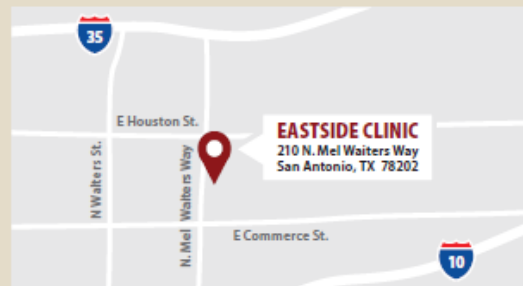 35
E Houston St.
EASTSIDE CLINIC
210 N. Mel Waiters Way
San Antonio, TX  78202
N Walters St.
N. Mel Waiters Way
E Commerce St.
10